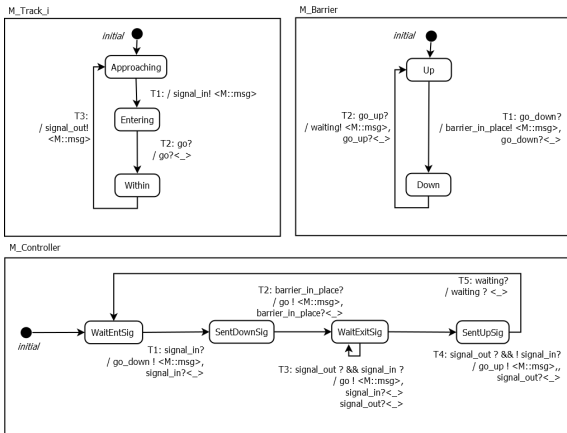 M_Track_i
initial
Approaching
T1: / signal_in! <M::msg>
T3:
/ signal_out!
<M::msg>
Entering
T2: go?
/ go?<_>
Within
M_Barrier
initial
Up
T2: go_up?
/ waiting! <M::msg>,
go_up?<_>
T1: go_down?
/ barrier_in_place! <M::msg>,
go_down?<_>
Down
M_Controller
T5: waiting?
/ waiting ? <_>
T2: barrier_in_place?
/ go ! <M::msg>,
barrier_in_place?<_>
initial
WaitEntSig
SentDownSig
WaitExitSig
SentUpSig
T1: signal_in?
/ go_down ! <M::msg>,
signal_in?<_>
T3: signal_out ? && signal_in ?
/ go ! <M::msg>,
signal_in?<_>
signal_out?<_>
T4: signal_out ? && ! signal_in?
/ go_up ! <M::msg>,,
signal_out?<_>